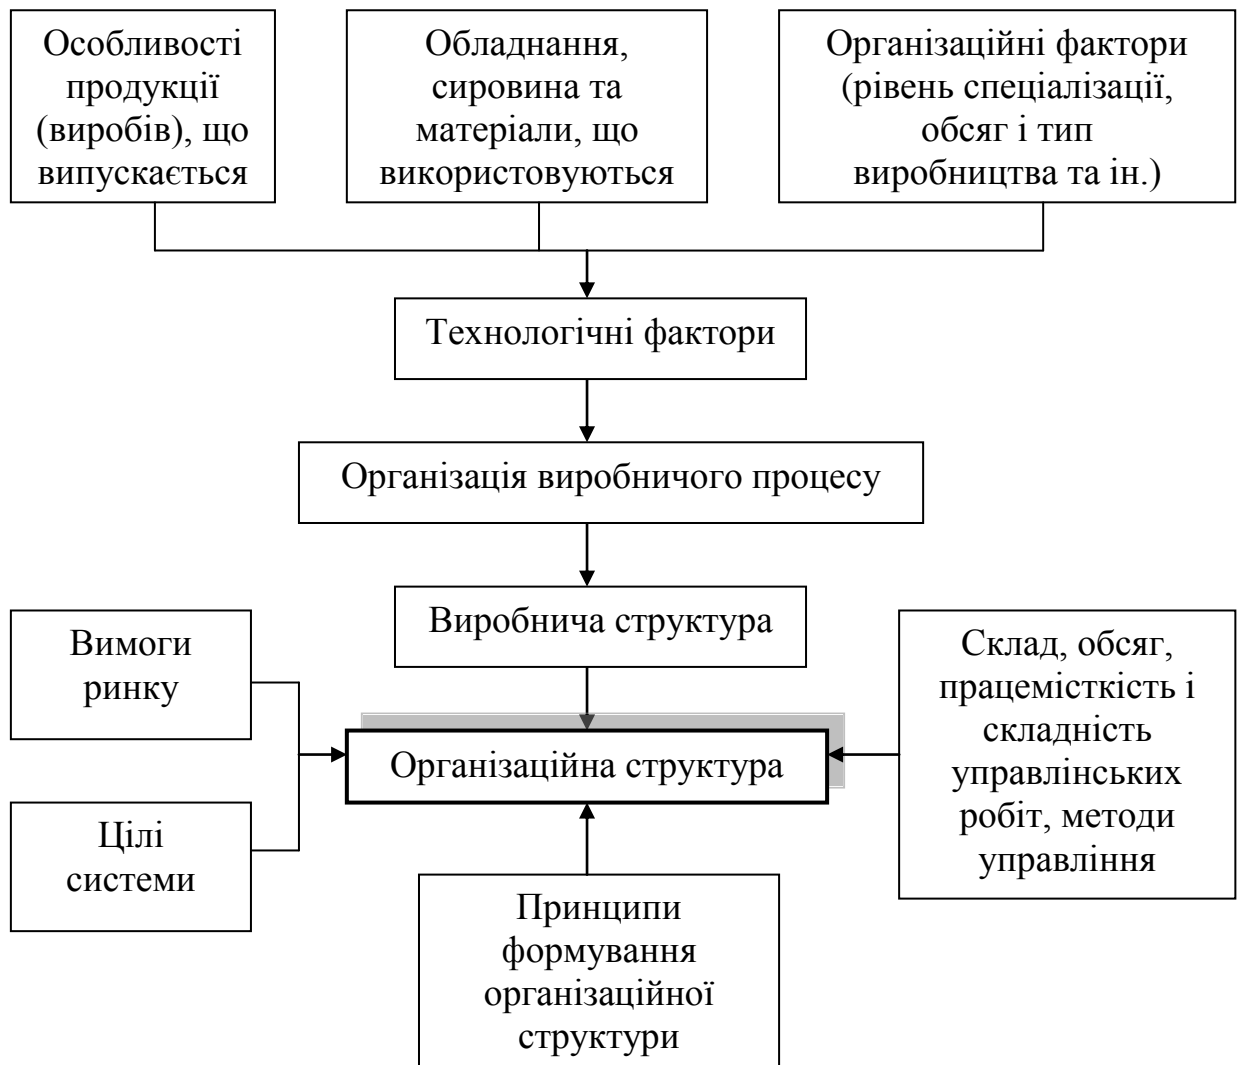 Особливості
продукції
(виробів), що
випускається
Обладнання,
сировина та
матеріали, що
використовуються
Організаційні фактори
(рівень спеціалізації,
обсяг і тип
виробництва та ін.)
Технологічні фактори
Організація виробничого процесу
Виробнича структура
Вимоги
ринку
Організаційна структура
Цілі
системи
Склад, обсяг,
працемісткість і
складність
управлінських
робіт, методи
управління
Принципи
формування
організаційної
структури